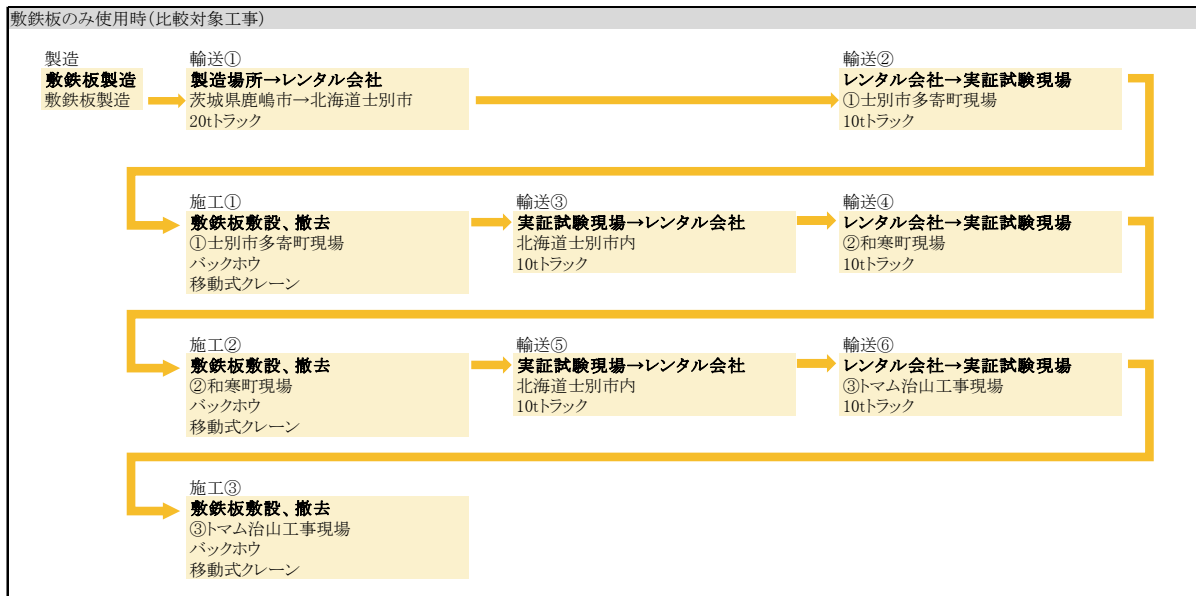 敷鉄板のみ使用時(比較対象工事)
製造
敷鉄板製造
敷鉄板製造
輸送①
製造場所→レンタル会社
茨城県鹿嶋市→北海道士別市
20tトラック
輸送②
レンタル会社→実証試験現場
①士別市多寄町現場
10tトラック
施工①
敷鉄板敷設、撤去
①士別市多寄町現場
バックホウ
移動式クレーン
輸送③
実証試験現場→レンタル会社
北海道士別市内
10tトラック
輸送④
レンタル会社→実証試験現場
②和寒町現場
10tトラック
施工②
敷鉄板敷設、撤去
②和寒町現場
バックホウ
移動式クレーン
輸送⑤
実証試験現場→レンタル会社
北海道士別市内
10tトラック
輸送⑥
レンタル会社→実証試験現場
③トマム治山工事現場
10tトラック
施工③
敷鉄板敷設、撤去
③トマム治山工事現場
バックホウ
移動式クレーン